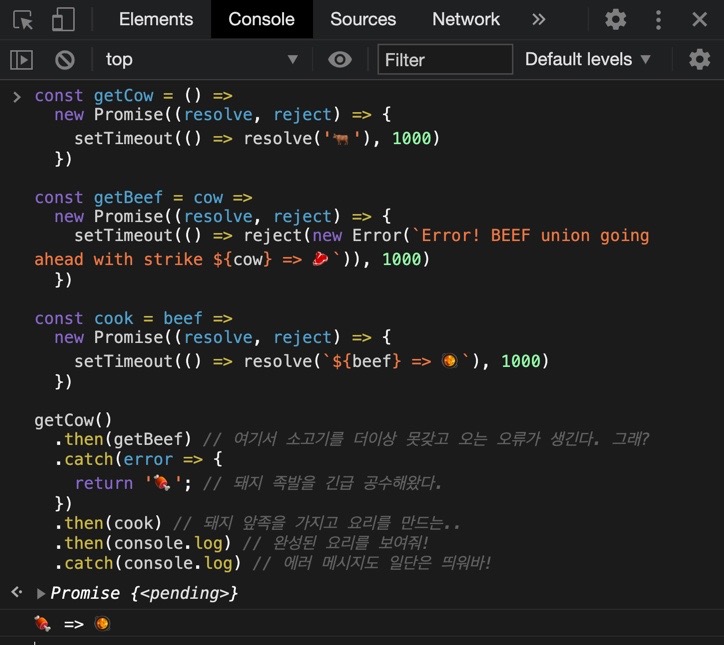 Elements Console Sources Network »
top Filter Default levels
const getCow = () =>
new Promise((resolve, reject) => {
setTimeout(() => resolve('🐂'), 1000)
})
const getBeef = cow =>
new Promise((resolve, reject) => {
setTimeout(() => reject(new Error(`Error! BEEF union going
ahead with strike ${cow} => 🥩`)), 1000)
})
const cook = beef =>
new Promise((resolve, reject) => {
setTimeout(() => resolve(`${beef} => 🥘`), 1000)
})
getCow()
.then(getBeef) // 여기서 소고기를 더이상 못갖고 오는 오류가 생긴다. 그래?
.catch(error => {
return '🍖'; // 돼지 족발을 긴급 공수해왔다.
})
.then(cook) // 돼지 앞족을 가지고 요리를 만드는..
.then(console.log) // 완성된 요리를 보여줘!
.catch(console.log) // 에러 메시지도 일단은 띄워바!
Promise {<pending>}
🍖 => 🥘